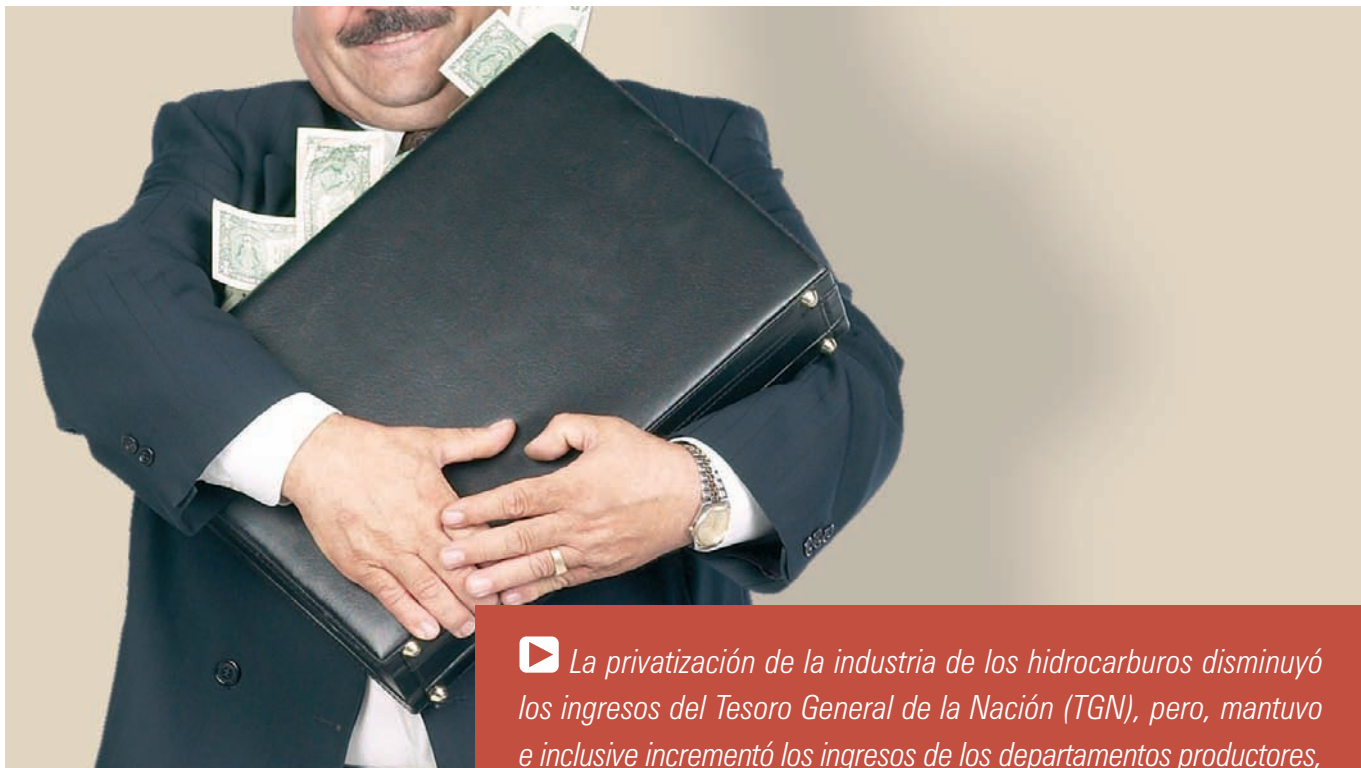 La privatización de la industria de los hidrocarburos disminuyó
los ingresos del Tesoro General de la Nación (TGN), pero, mantuvo
e inclusive incrementó los ingresos de los departamentos productores,